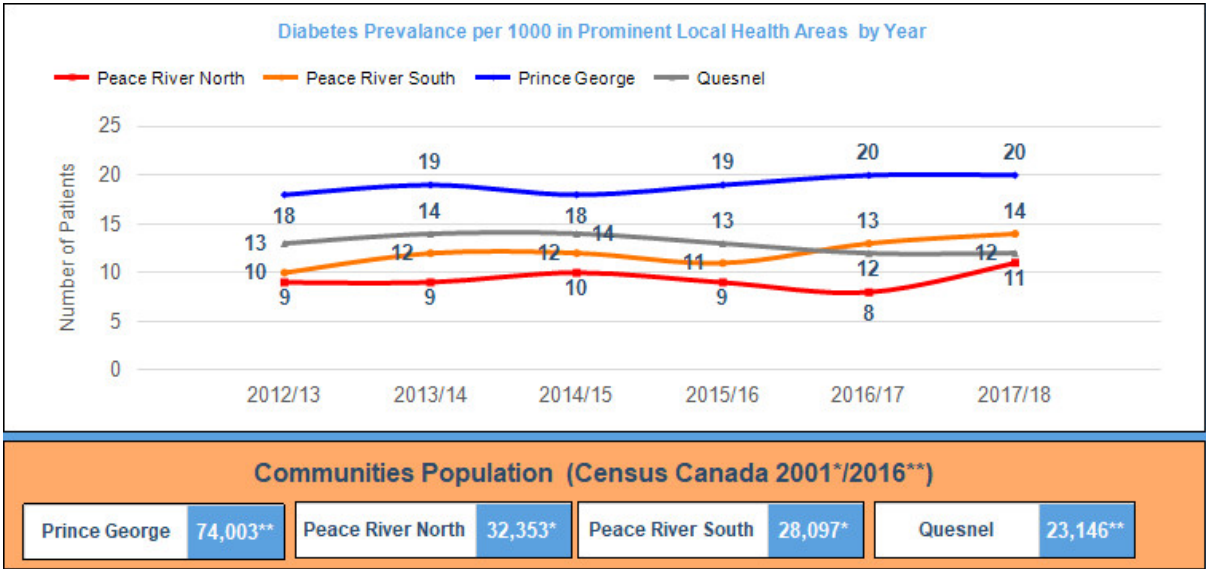 Diabetes Prevalance per 1000 in Prominent Local Health Areas by Year
Peace River North Peace River South Prince George Quesnel
Number of Patients
25
20
15
10
5
0
18 19 18 19 20 20
13 14 14 13 12 12
10 12 12 11 13 14
9 9 10 9 8 11
2012/13 2013/14 2014/15 2015/16 2016/17 2017/18
Communities Population (Census Canada 2001*/2016**)
Prince George 74,003** Peace River North 32,353* Peace River South 28,097* Quesnel 23,146**